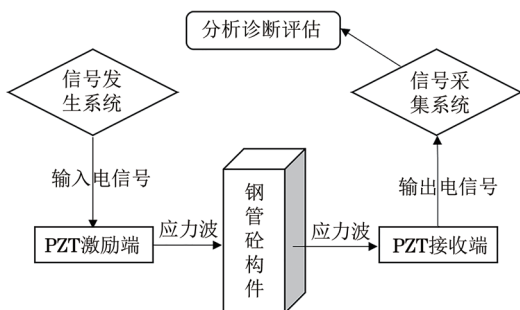 分析诊断评估
信号发
生系统
信号采
集系统
输入电信号
输出电信号
钢
管
砼
构
件
PZT激励端
应力波
应力波
PZT接收端